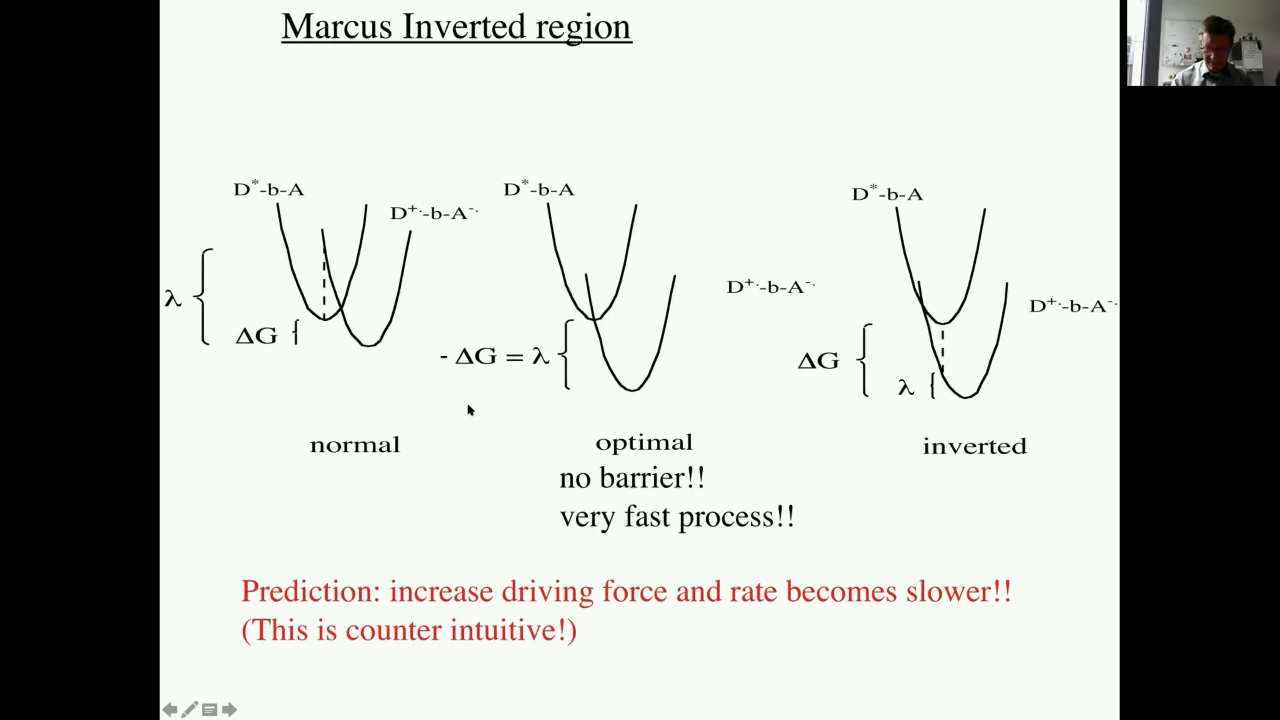 Marcus Inverted region
D*-b-A
D+·-b-A-·
λ
ΔG
normal
D*-b-A
D+·-b-A-·
- ΔG = λ
optimal
no barrier!!
very fast process!!
D*-b-A
D+·-b-A-·
ΔG
λ
inverted
Prediction: increase driving force and rate becomes slower!!
(This is counter intuitive!)